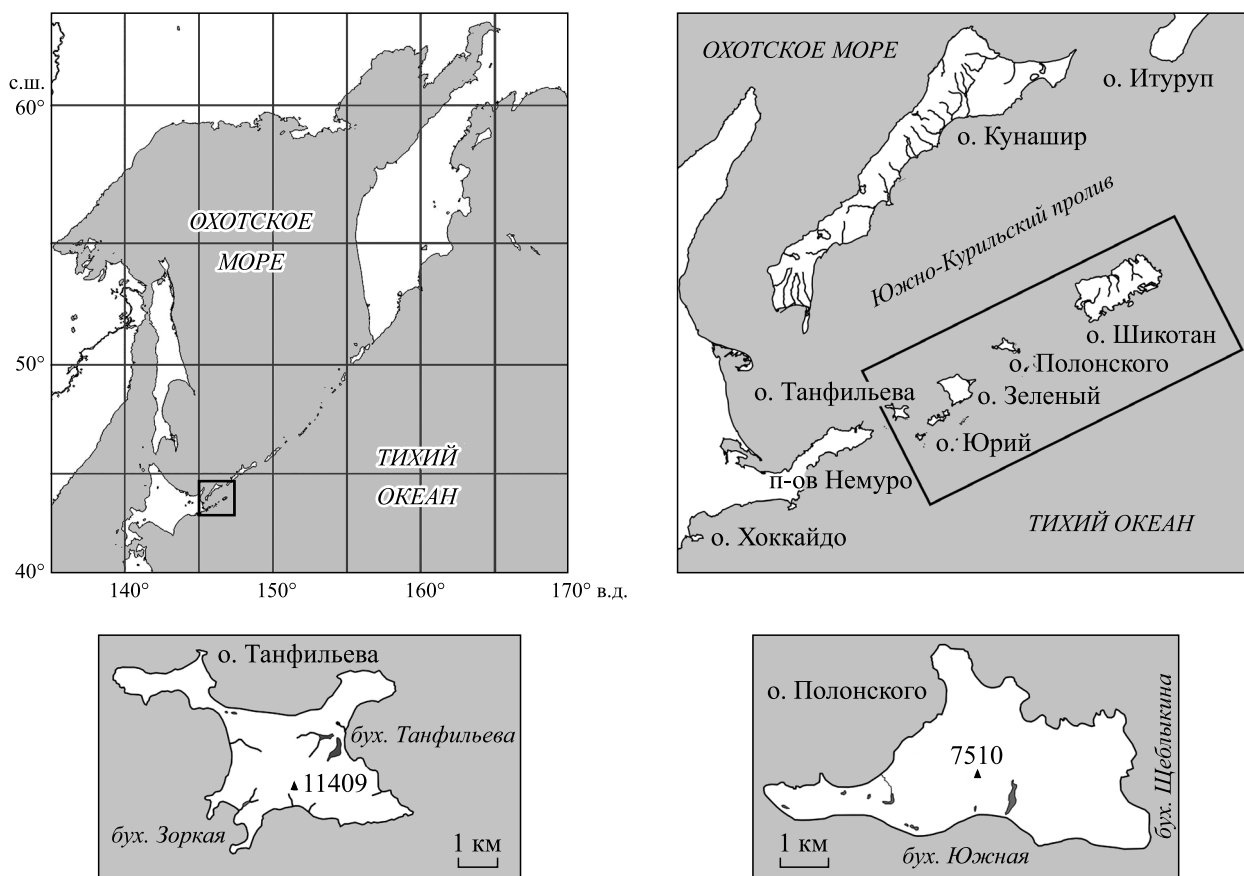 с.ш.
60°
50°
40°
140°
150°
160°
170° в.д.
ОХОТСКОЕ
МОРЕ
ТИХИЙ
ОКЕАН
ОХОТСКОЕ МОРЕ
о. Итуруп
о. Кунашир
Южно-Курильский пролив
о. Шикотан
о. Полонского
о. Танфильева
о. Зеленый
о. Юрий
п-ов Немуро
ТИХИЙ ОКЕАН
о. Хоккайдо
о. Танфильева
бух. Танфильева
11409
бух. Зоркая
1 км
о. Полонского
7510
бух. Щеблыкина
1 км
бух. Южная